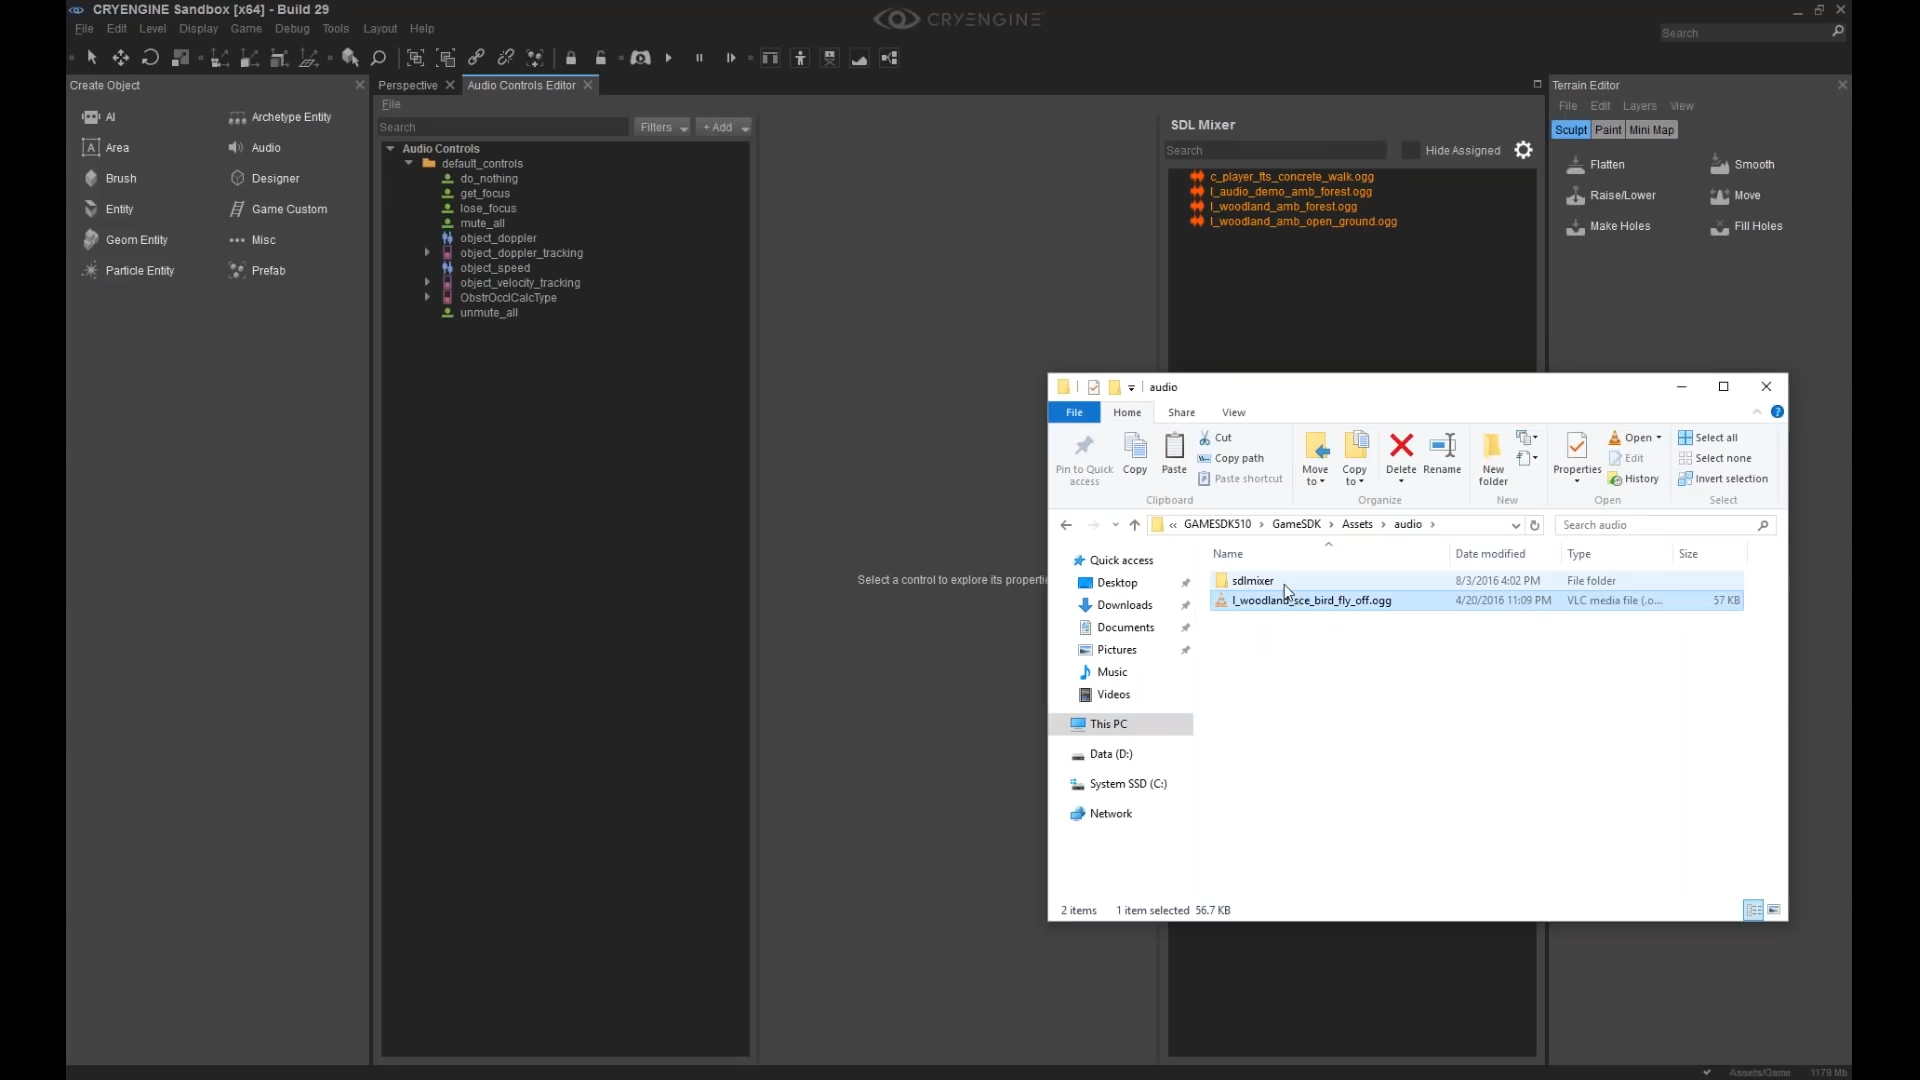 CRYENGINE Sandbox [x64] - Build 29
CRYENGINE
File Edit Level Display Game Debug Tools Layout Help
Search
Create Object
AI
Archetype Entity
Area
Audio
Brush
Designer
Entity
Game Custom
Geom Entity
Misc
Particle Entity
Prefab
Perspective
Audio Controls Editor
File
Search
Filters
+ Add
Audio Controls
default_controls
do_nothing
get_focus
lose_focus
mute_all
object_doppler
object_doppler_tracking
object_speed
object_velocity_tracking
ObstrOcclCalcType
unmute_all
Select a control to explore its properti
SDL Mixer
Search
Hide Assigned
c_player_fts_concrete_walk.ogg
l_audio_demo_amb_forest.ogg
l_woodland_amb_forest.ogg
l_woodland_amb_open_ground.ogg
Terrain Editor
File Edit Layers View
Sculpt Paint Mini Map
Flatten
Smooth
Raise/Lower
Move
Make Holes
Fill Holes
audio
File Home Share View
Pin to Quick access
Copy
Paste
Cut
Copy path
Paste shortcut
Clipboard
Move to
Copy to
Delete
Rename
Organize
New folder
New
Properties
Open
Edit
History
Open
Select all
Select none
Invert selection
Select
« GAMESDK510 > GameSDK > Assets > audio >
Search audio
Name Date modified Type Size
sdlmixer 8/3/2016 4:02 PM File folder
l_woodland_sce_bird_fly_off.ogg 4/20/2016 11:09 PM VLC media file (.o... 57 KB
Quick access
Desktop
Downloads
Documents
Pictures
Music
Videos
This PC
Data (D:)
System SSD (C:)
Network
2 items 1 item selected 56.7 KB
Assets/Game 1179 Mb